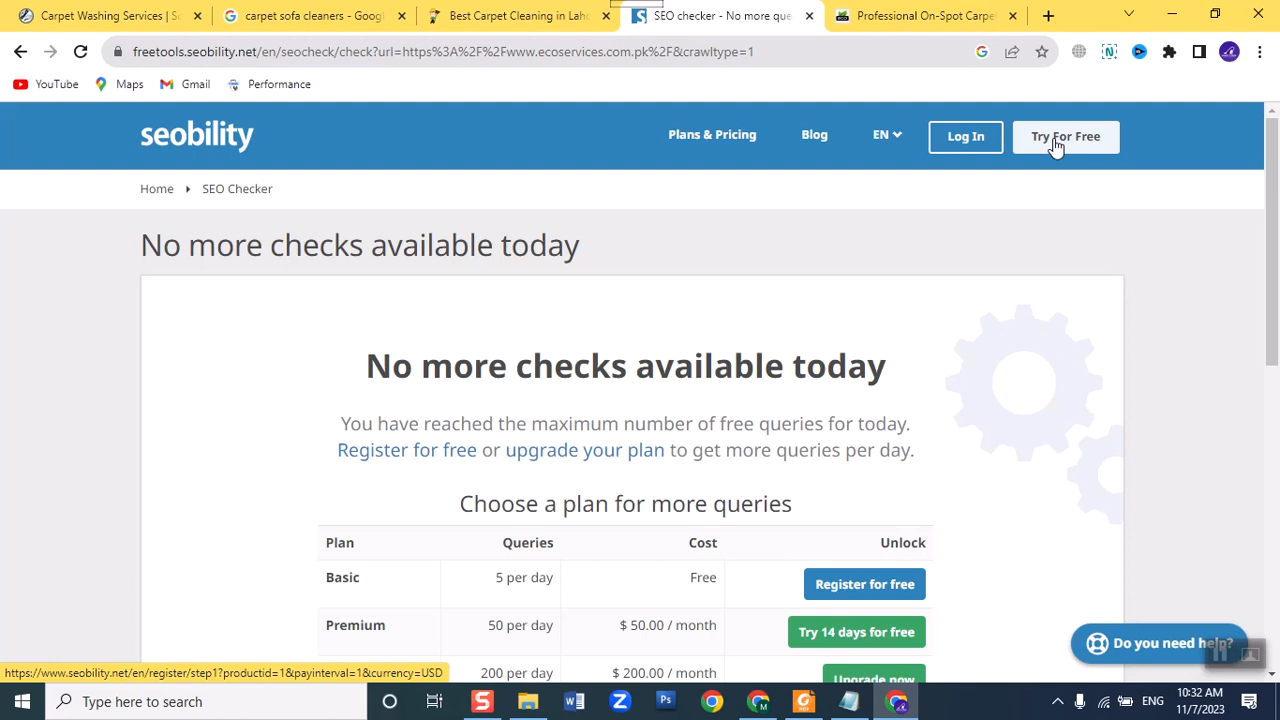 Carpet Washing Services | So
carpet sofa cleaners - Googl
Best Carpet Cleaning in Laho
SEO checker - No more que
Professional On-Spot Carpet
freetools.seobility.net/en/seocheck/check?url=https%3A%2F%2Fwww.ecoservices.com.pk%2F&crawltype=1
YouTube
Maps
Gmail
Performance
seobility
Plans & Pricing
Blog
EN
Log In
Try For Free
Home
SEO Checker
No more checks available today
No more checks available today
You have reached the maximum number of free queries for today.
Register for free or upgrade your plan to get more queries per day.
Choose a plan for more queries
Plan Queries Cost Unlock
Basic 5 per day Free Register for free
Premium 50 per day $ 50.00 / month Try 14 days for free
200 per day $ 200.00 / month Upgrade now
Do you need help?
https://www.seobility.net/en/register/step1?productid=1&payinterval=1&currency=USD
Type here to search
ENG
10:32 AM
11/7/2023